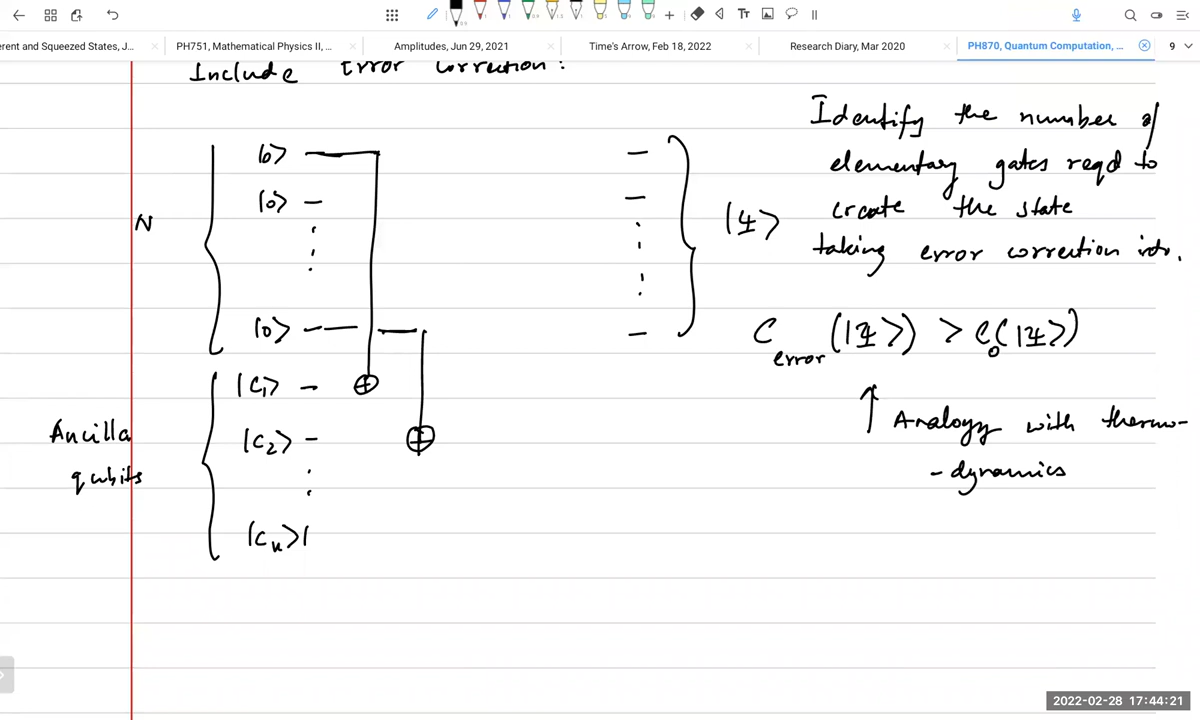 erent and Squeezed States, J...
PH751, Mathematical Physics II, ...
Amplitudes, Jun 29, 2021
Time's Arrow, Feb 18, 2022
Research Diary, Mar 2020
PH870, Quantum Computation, ...
9
Include Error Correction:
N
|0>
|0>
|0>
|Ψ>
Ancilla
qubits
|C₁>
|C₂>
|Cₙ>
Identify the number of
elementary gates reqd to
create the state
taking error correction into.
C_error (|Ψ>) > C₀(|Ψ>)
↑ Analogy with thermo-
- dynamics
2022-02-28 17:44:21